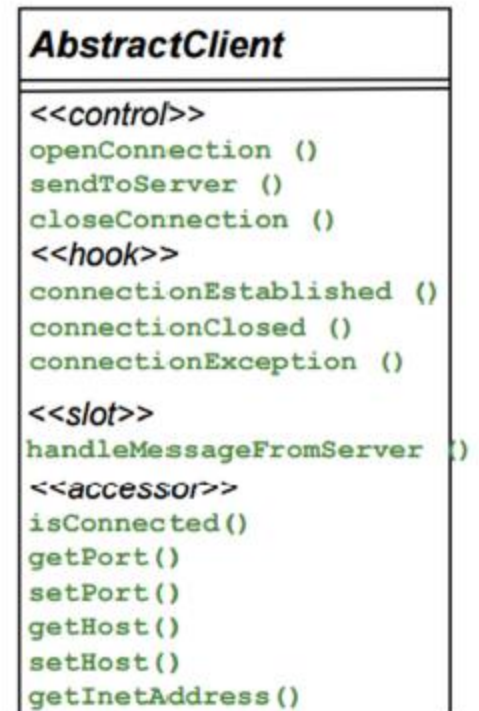 AbstractClient
<<control>>
openConnection ()
sendToServer ()
closeConnection ()
<<hook>>
connectionEstablished ()
connectionClosed ()
connectionException ()
<<slot>>
handleMessageFromServer ()
<<accessor>>
isConnected()
getPort()
setPort()
getHost()
setHost()
getInetAddress()